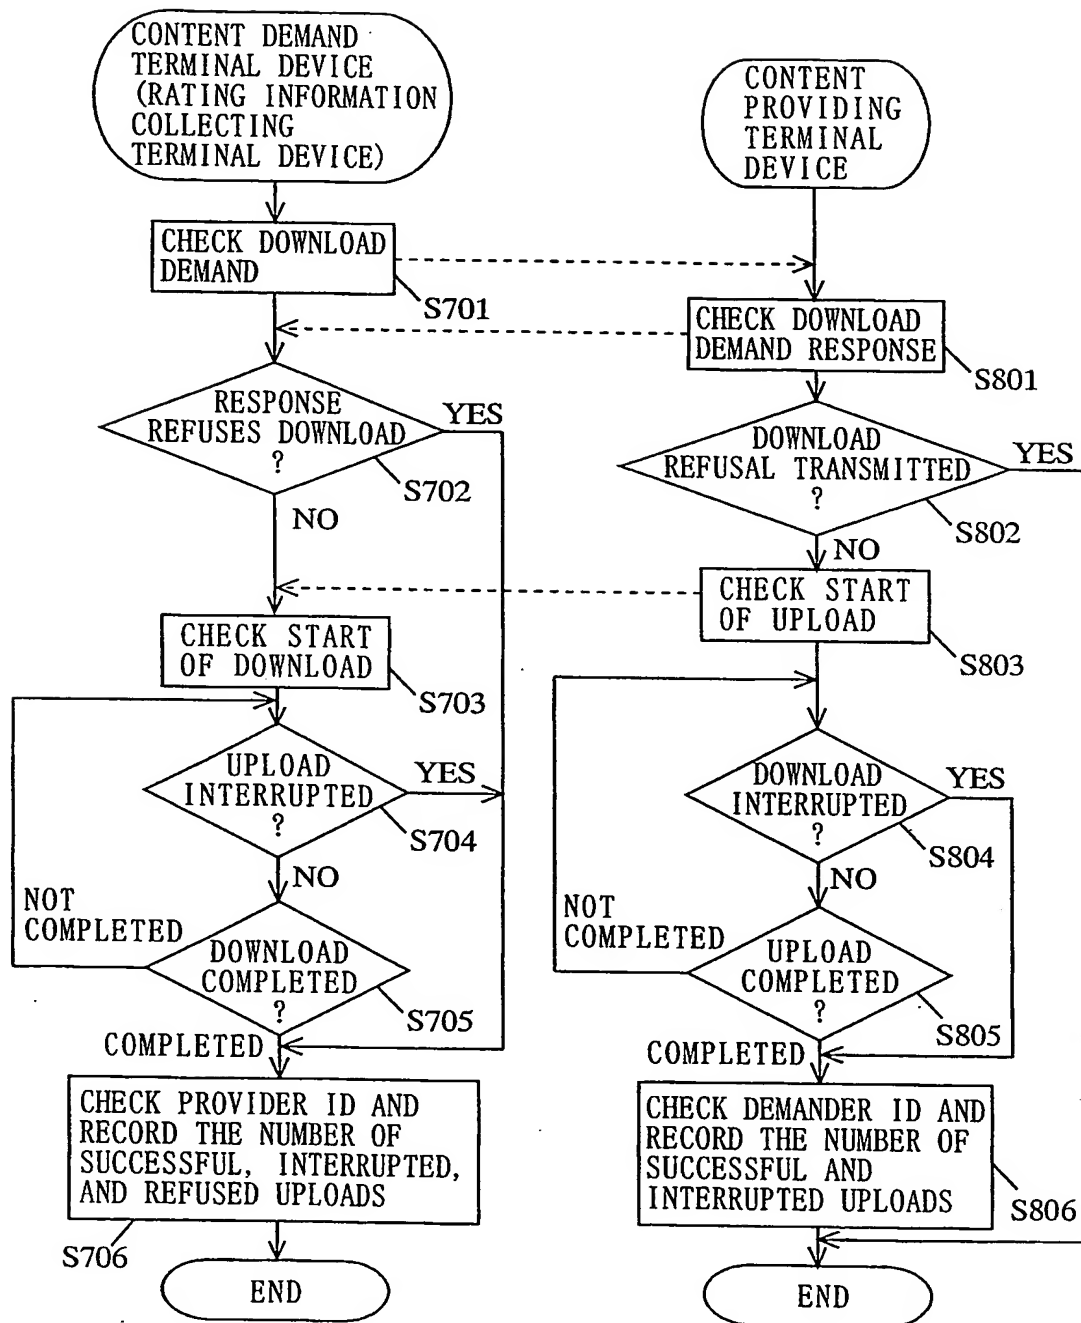 CONTENT DEMAND
TERMINAL DEVICE
(RATING INFORMATION
COLLECTING
TERMINAL DEVICE)
CHECK DOWNLOAD
DEMAND
S701
RESPONSE
REFUSES DOWNLOAD
?
YES
S702
NO
CHECK START
OF DOWNLOAD
S703
UPLOAD
INTERRUPTED
?
YES
S704
NO
NOT
COMPLETED
DOWNLOAD
COMPLETED
?
S705
COMPLETED
CHECK PROVIDER ID AND
RECORD THE NUMBER OF
SUCCESSFUL, INTERRUPTED,
AND REFUSED UPLOADS
S706
END
CONTENT
PROVIDING
TERMINAL
DEVICE
CHECK DOWNLOAD
DEMAND RESPONSE
S801
DOWNLOAD
REFUSAL TRANSMITTED
?
YES
S802
NO
CHECK START
OF UPLOAD
S803
DOWNLOAD
INTERRUPTED
?
YES
S804
NO
NOT
COMPLETED
UPLOAD
COMPLETED
?
S805
COMPLETED
CHECK DEMANDER ID AND
RECORD THE NUMBER OF
SUCCESSFUL AND
INTERRUPTED UPLOADS
S806
END